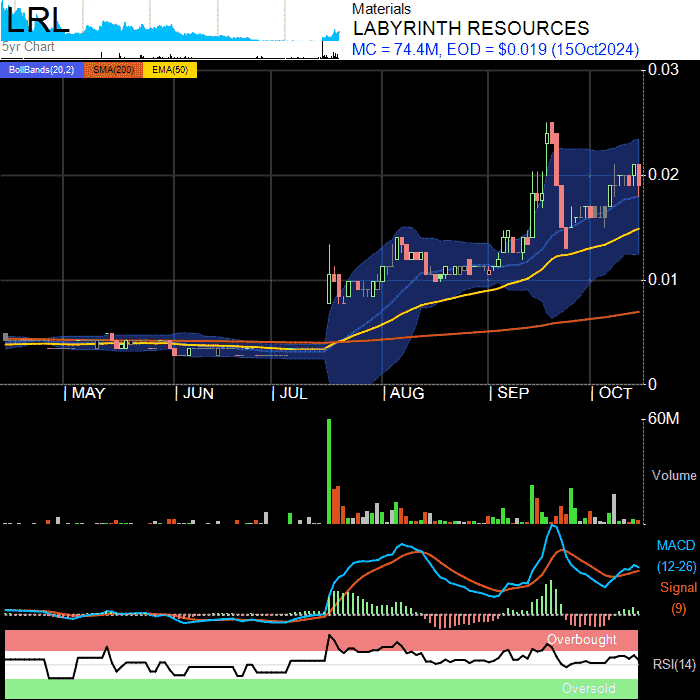 LRL
5yr Chart
Materials
LABYRINTH RESOURCES
MC = 74.4M, EOD = $0.019 (15Oct2024)
BollBands(20,2) SMA(200) EMA(50)
0.03
0.02
0.01
0
MAY JUN JUL AUG SEP OCT
60M
Volume
MACD
(12-26)
Signal
(9)
Overbought
RSI(14)
Oversold